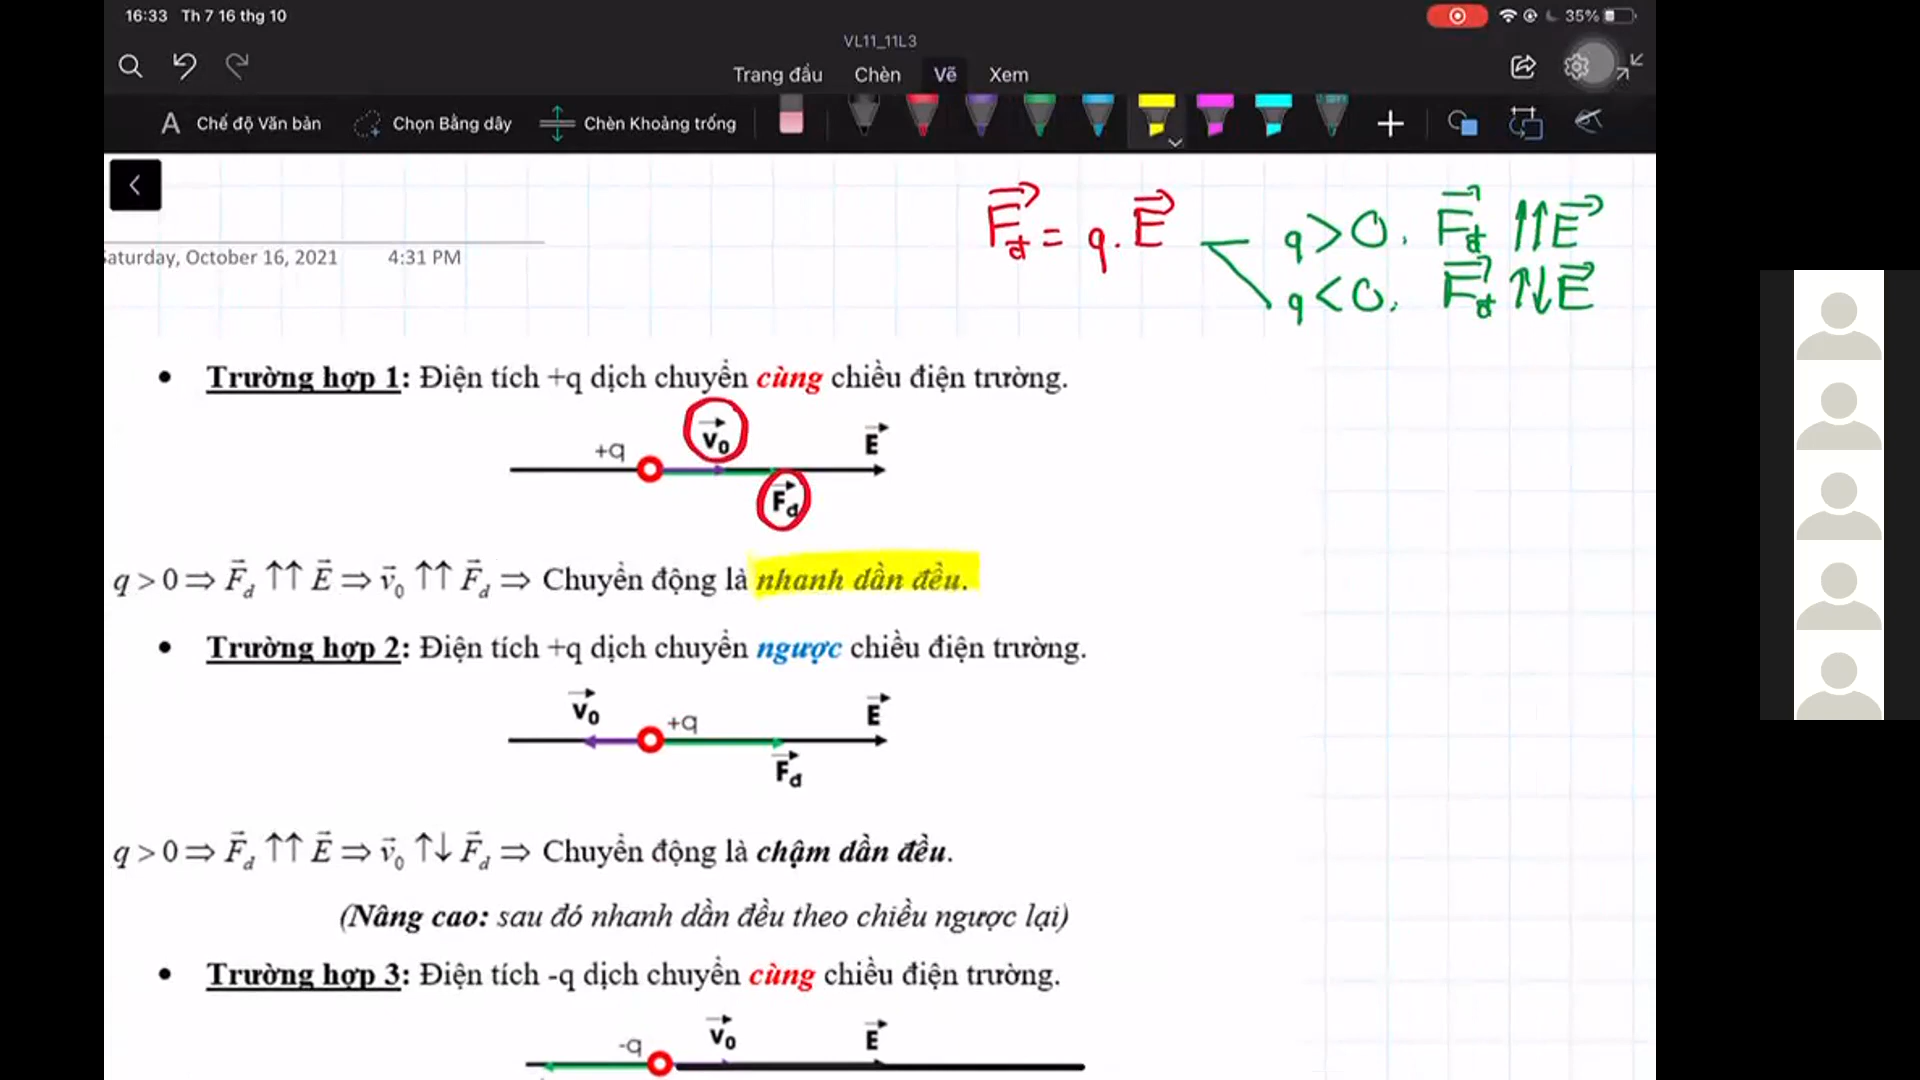 16:33 Th 7 16 thg 10
35%
VL11_11L3
Trang đầu Chèn Vẽ Xem
A Chế độ Văn bản Chọn Bằng dây Chèn Khoảng trống
F⃗đ = q.E⃗
q>0, F⃗đ ↑↑ E⃗
q<0, F⃗đ ↑↓ E⃗
aturday, October 16, 2021 4:31 PM
• Trường hợp 1: Điện tích +q dịch chuyển cùng chiều điện trường.
+q v⃗0 E⃗
F⃗đ
q > 0 ⇒ F⃗d ↑↑ E⃗ ⇒ v⃗0 ↑↑ F⃗d ⇒ Chuyển động là nhanh dần đều.
• Trường hợp 2: Điện tích +q dịch chuyển ngược chiều điện trường.
v⃗0 +q E⃗
F⃗đ
q > 0 ⇒ F⃗d ↑↑ E⃗ ⇒ v⃗0 ↑↓ F⃗d ⇒ Chuyển động là chậm dần đều.
(Nâng cao: sau đó nhanh dần đều theo chiều ngược lại)
• Trường hợp 3: Điện tích -q dịch chuyển cùng chiều điện trường.
-q v⃗0 E⃗